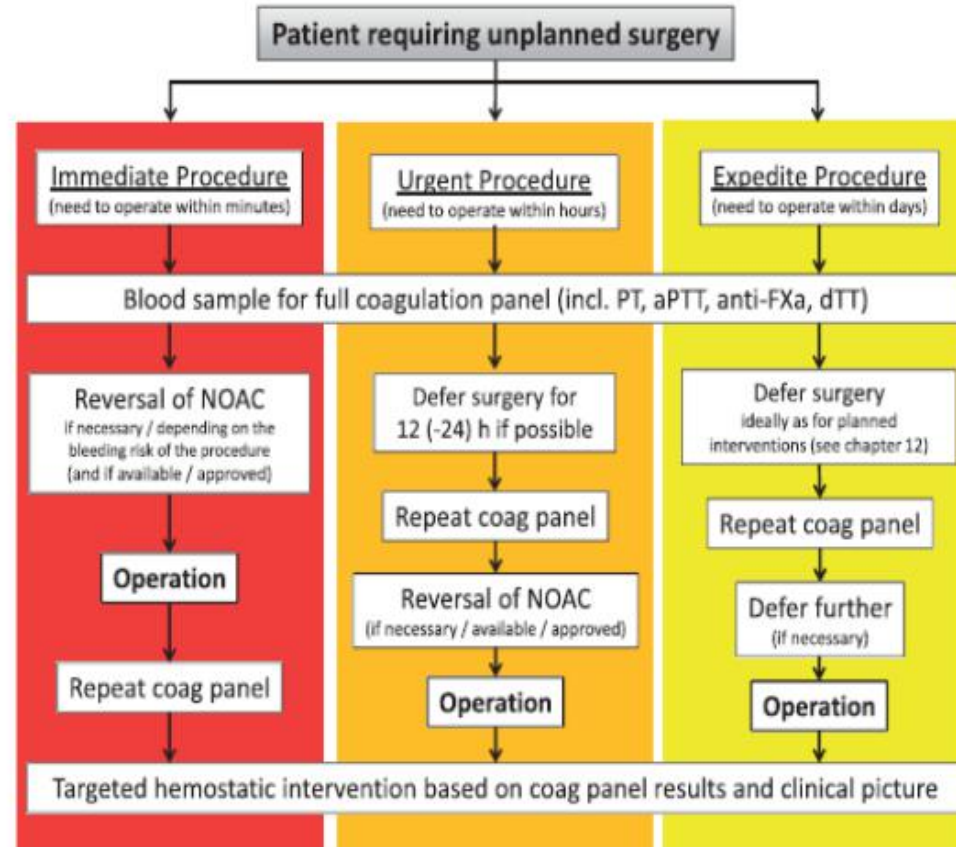 Patient requiring unplanned surgery
Immediate Procedure
(need to operate within minutes)
Urgent Procedure
(need to operate within hours)
Expedite Procedure
(need to operate within days)
Blood sample for full coagulation panel (incl. PT, aPTT, anti-FXa, dTT)
Reversal of NOAC
if necessary / depending on the
bleeding risk of the procedure
(and if available / approved)
Operation
Repeat coag panel
Defer surgery for
12 (-24) h if possible
Repeat coag panel
Reversal of NOAC
(if necessary / available / approved)
Operation
Defer surgery
ideally as for planned
interventions (see chapter 12)
Repeat coag panel
Defer further
(if necessary)
Operation
Targeted hemostatic intervention based on coag panel results and clinical picture